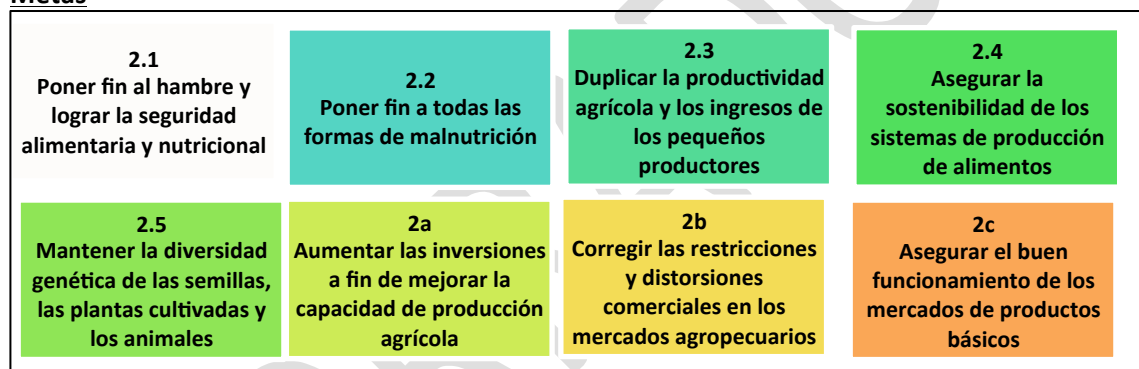 Metas
2.1
Poner fin al hambre y
lograr la seguridad
alimentaria y nutricional
2.2
Poner fin a todas las
formas de malnutrición
2.3
Duplicar la productividad
agrícola y los ingresos de
los pequeños
productores
2.4
Asegurar la
sostenibilidad de los
sistemas de producción
de alimentos
2.5
Mantener la diversidad
genética de las semillas,
las plantas cultivadas y
los animales
2a
Aumentar las inversiones
a fin de mejorar la
capacidad de producción
agrícola
2b
Corregir las restricciones
y distorsiones
comerciales en los
mercados agropecuarios
2c
Asegurar el buen
funcionamiento de los
mercados de productos
básicos